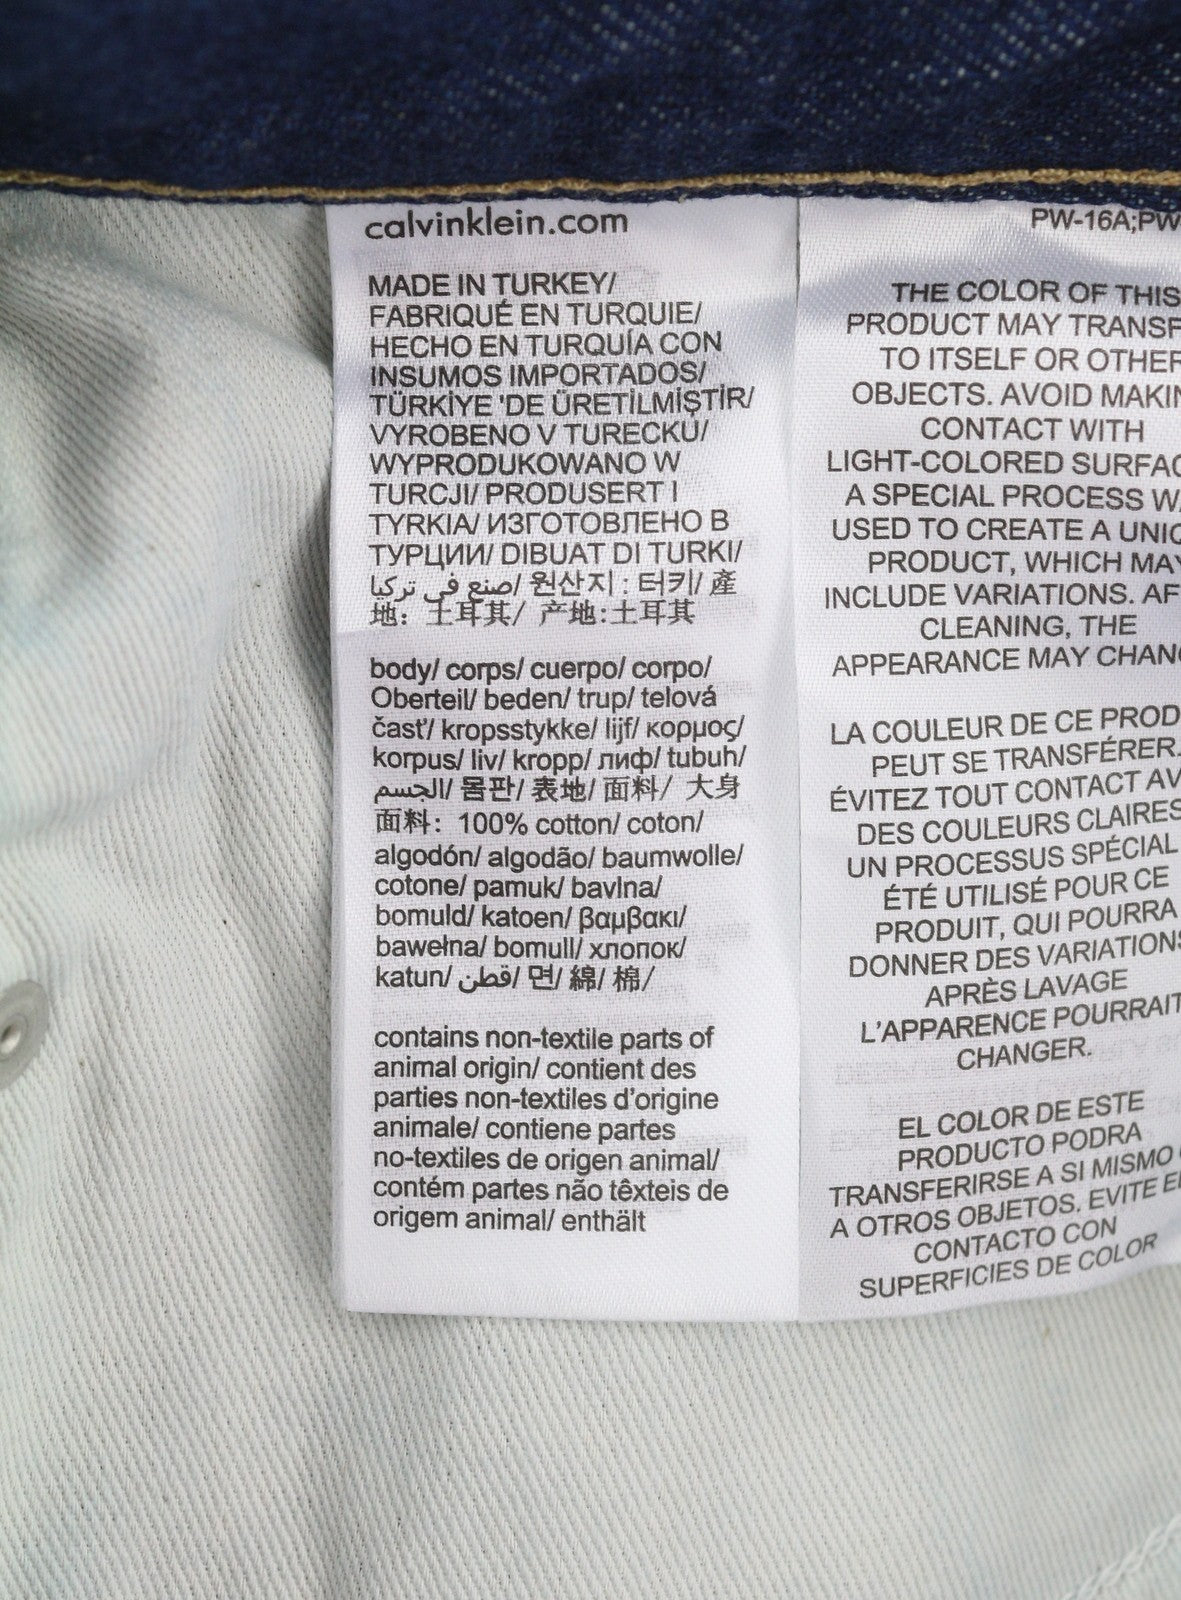 calvinklein.com
MADE IN TURKEY/
FABRIQUÉ EN TURQUIE/
HECHO EN TURQUÍA CON
INSUMOS IMPORTADOS/
TÜRKİYE 'DE ÜRETİLMİŞTİR/
VYROBENO V TURECKU/
WYPRODUKOWANO W
TURCJI/ PRODUSERT I
TYRKIA/ ИЗГОТОВЛЕНО В
ТУРЦИИ/ DIBUAT DI TURKI/
صنع في تركيا/ 원산지 : 터키/ 產
地： 土耳其/ 产地:土耳其
body/ corps/ cuerpo/ corpo/
Oberteil/ beden/ trup/ telová
časť/ kropsstykke/ lijf/ κορμος/
korpus/ liv/ kropp/ лиф/ tubuh/
الجسم/ 몸판/ 表地/ 面料/ 大身
面料：100% cotton/ coton/
algodón/ algodão/ baumwolle/
cotone/ pamuk/ bavlna/
bomuld/ katoen/ βαμβακι/
bawełna/ bomull/ хлопок/
katun/ قطن/ 면/ 綿/ 棉/
contains non-textile parts of
animal origin/ contient des
parties non-textiles d'origine
animale/ contiene partes
no-textiles de origen animal/
contém partes não têxteis de
origem animal/ enthält
PW-16A;PW
THE COLOR OF THIS
PRODUCT MAY TRANSF
TO ITSELF OR OTHER
OBJECTS. AVOID MAKIN
CONTACT WITH
LIGHT-COLORED SURFAC
A SPECIAL PROCESS WA
USED TO CREATE A UNIQ
PRODUCT, WHICH MAY
INCLUDE VARIATIONS. AF
CLEANING, THE
APPEARANCE MAY CHANG
LA COULEUR DE CE PROD
PEUT SE TRANSFÉRER.
ÉVITEZ TOUT CONTACT AV
DES COULEURS CLAIRES
UN PROCESSUS SPÉCIAL
ÉTÉ UTILISÉ POUR CE
PRODUIT, QUI POURRA
DONNER DES VARIATIONS
APRÈS LAVAGE
L'APPARENCE POURRAIT
CHANGER.
EL COLOR DE ESTE
PRODUCTO PODRA
TRANSFERIRSE A SI MISMO
A OTROS OBJETOS. EVITE EL
CONTACTO CON
SUPERFICIES DE COLOR